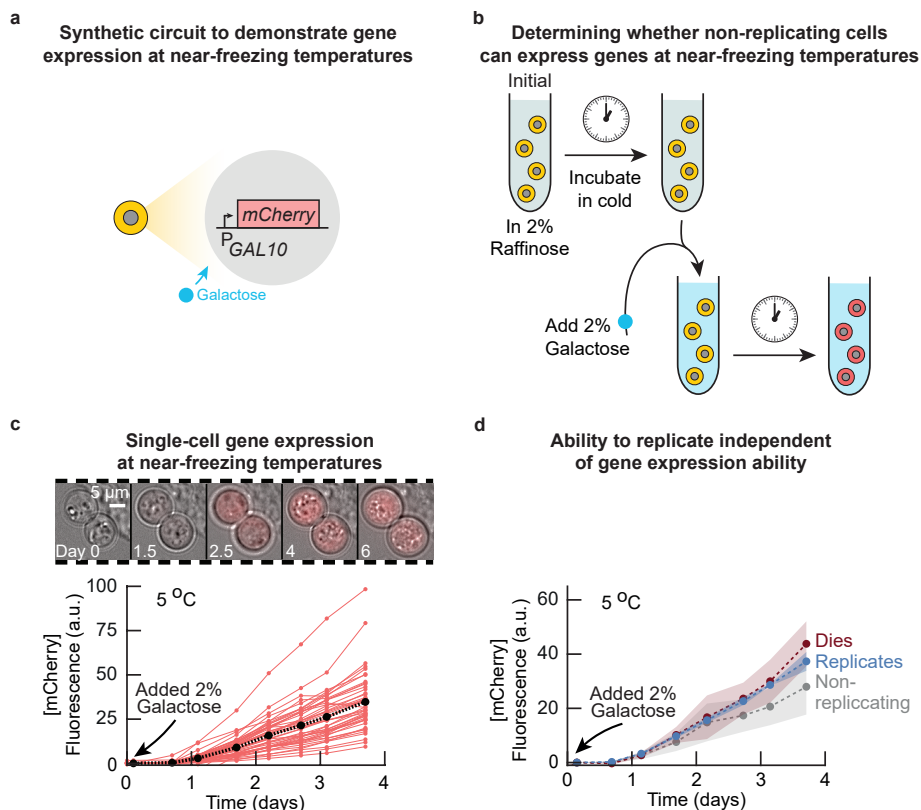 a
Synthetic circuit to demonstrate gene
expression at near-freezing temperatures
mCherry
P GAL10
Galactose
b
Determining whether non-replicating cells
can express genes at near-freezing temperatures
Initial
Incubate
in cold
In 2%
Raffinose
Add 2%
Galactose
c
Single-cell gene expression
at near-freezing temperatures
5 µm
Day 0
1.5
2.5
4
6
[mCherry]
Fluorescence (a.u.)
100
75
50
25
0
5 °C
Added 2%
Galactose
0 1 2 3 4
Time (days)
d
Ability to replicate independent
of gene expression ability
[mCherry]
Fluorescence (a.u.)
60
40
20
0
5 °C
Dies
Replicates
Non-
repliccating
Added 2%
Galactose
0 1 2 3 4
Time (days)